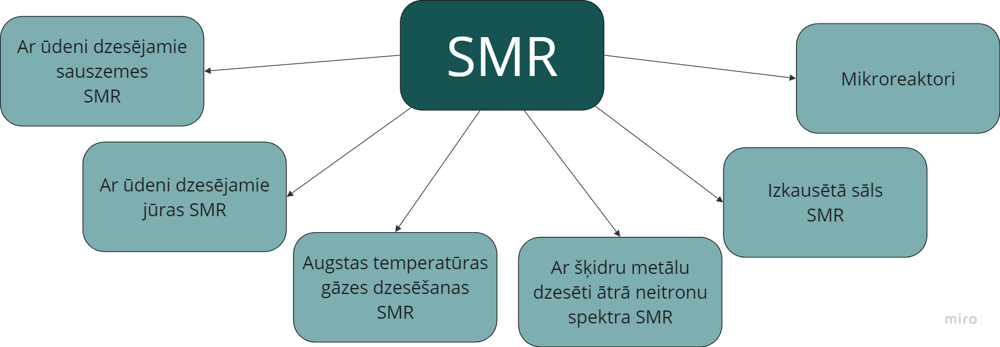 SMR
Ar ūdeni dzesējamie
sauszemes
SMR
Ar ūdeni dzesējamie
jūras SMR
Augstas temperatūras
gāzes dzesēšanas
SMR
Ar šķidru metālu
dzesēti ātrā neitronu
spektra SMR
Izkausētā sāls
SMR
Mikroreaktori
miro